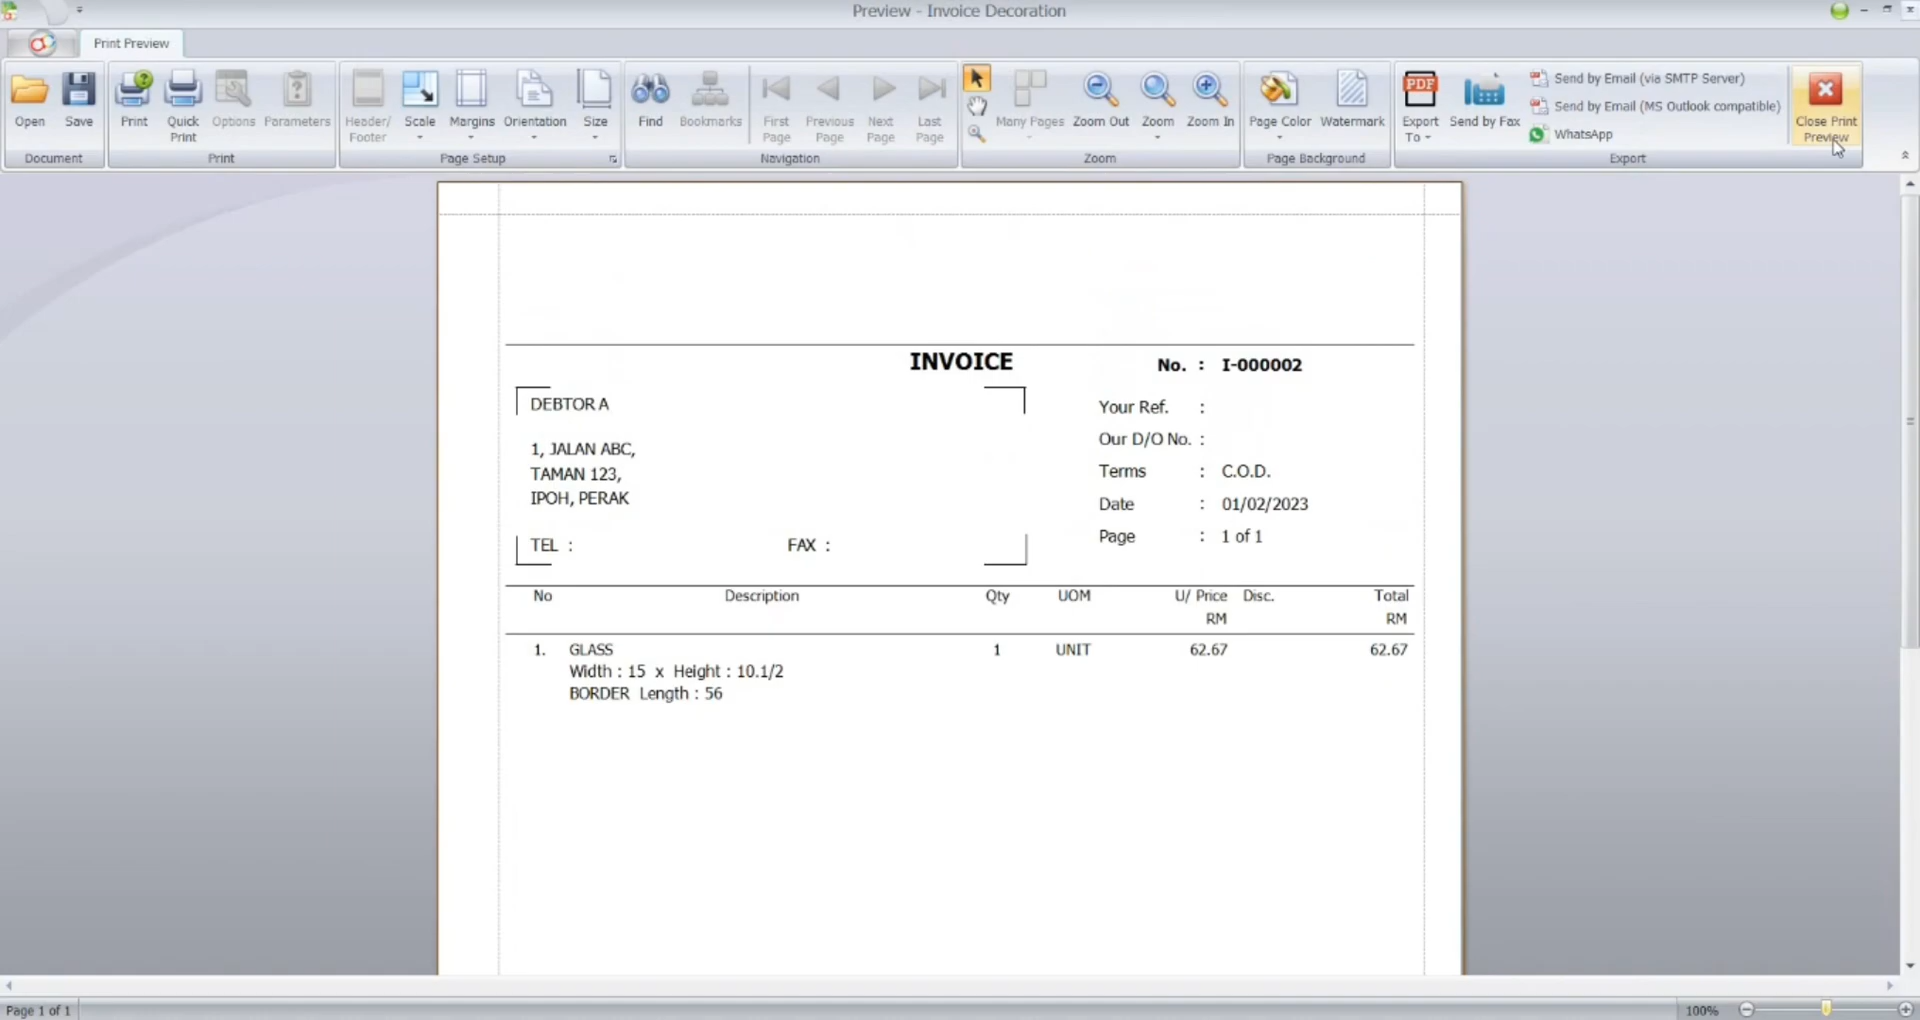 Preview - Invoice Decoration
Print Preview
Open
Save
Print
Quick Print
Options
Parameters
Header/ Footer
Scale
Margins
Orientation
Size
Find
Bookmarks
First Page
Previous Page
Next Page
Last Page
Many Pages
Zoom Out
Zoom
Zoom In
Page Color
Watermark
PDF
Export To
Send by Fax
Send by Email (via SMTP Server)
Send by Email (MS Outlook compatible)
WhatsApp
Close Print Preview
Document
Print
Page Setup
Navigation
Zoom
Page Background
Export
INVOICE
No. : I-000002
DEBTOR A
1, JALAN ABC,
TAMAN 123,
IPOH, PERAK
TEL :
FAX :
Your Ref. :
Our D/O No. :
Terms : C.O.D.
Date : 01/02/2023
Page : 1 of 1
No Description Qty UOM U/ Price Disc. Total
RM RM
1. GLASS 1 UNIT 62.67 62.67
Width : 15 x Height : 10.1/2
BORDER Length : 56
Page 1 of 1
100%